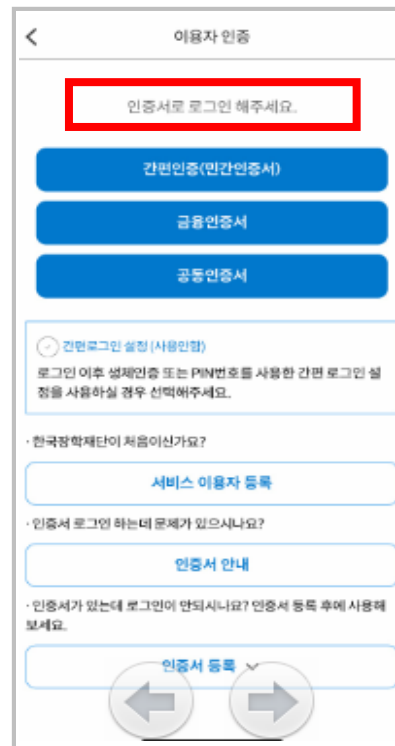 이용자 인증
인증서로 로그인 해주세요.
간편인증(민간인증서)
금융인증서
공동인증서
간편로그인 설정 (사용안함)
로그인 이후 생체인증 또는 PIN번호를 사용한 간편 로그인 설
정을 사용하실 경우 선택해주세요.
· 한국장학재단이 처음이신가요?
서비스 이용자 등록
· 인증서 로그인 하는데 문제가 있으시나요?
인증서 안내
· 인증서가 있는데 로그인이 안되시나요? 인증서 등록 후에 사용해
보세요.
인증서 등록